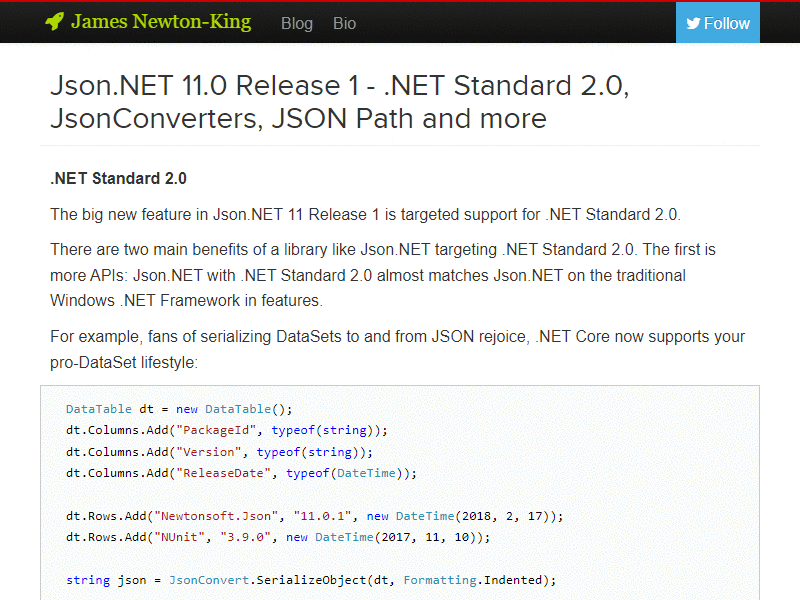 James Newton-King Blog Bio Follow
Json.NET 11.0 Release 1 - .NET Standard 2.0,
JsonConverters, JSON Path and more
.NET Standard 2.0
The big new feature in Json.NET 11 Release 1 is targeted support for .NET Standard 2.0.
There are two main benefits of a library like Json.NET targeting .NET Standard 2.0. The first is
more APIs: Json.NET with .NET Standard 2.0 almost matches Json.NET on the traditional
Windows .NET Framework in features.
For example, fans of serializing DataSets to and from JSON rejoice, .NET Core now supports your
pro-DataSet lifestyle:
DataTable dt = new DataTable();
dt.Columns.Add("PackageId", typeof(string));
dt.Columns.Add("Version", typeof(string));
dt.Columns.Add("ReleaseDate", typeof(DateTime));
dt.Rows.Add("Newtonsoft.Json", "11.0.1", new DateTime(2018, 2, 17));
dt.Rows.Add("NUnit", "3.9.0", new DateTime(2017, 11, 10));
string json = JsonConvert.SerializeObject(dt, Formatting.Indented);